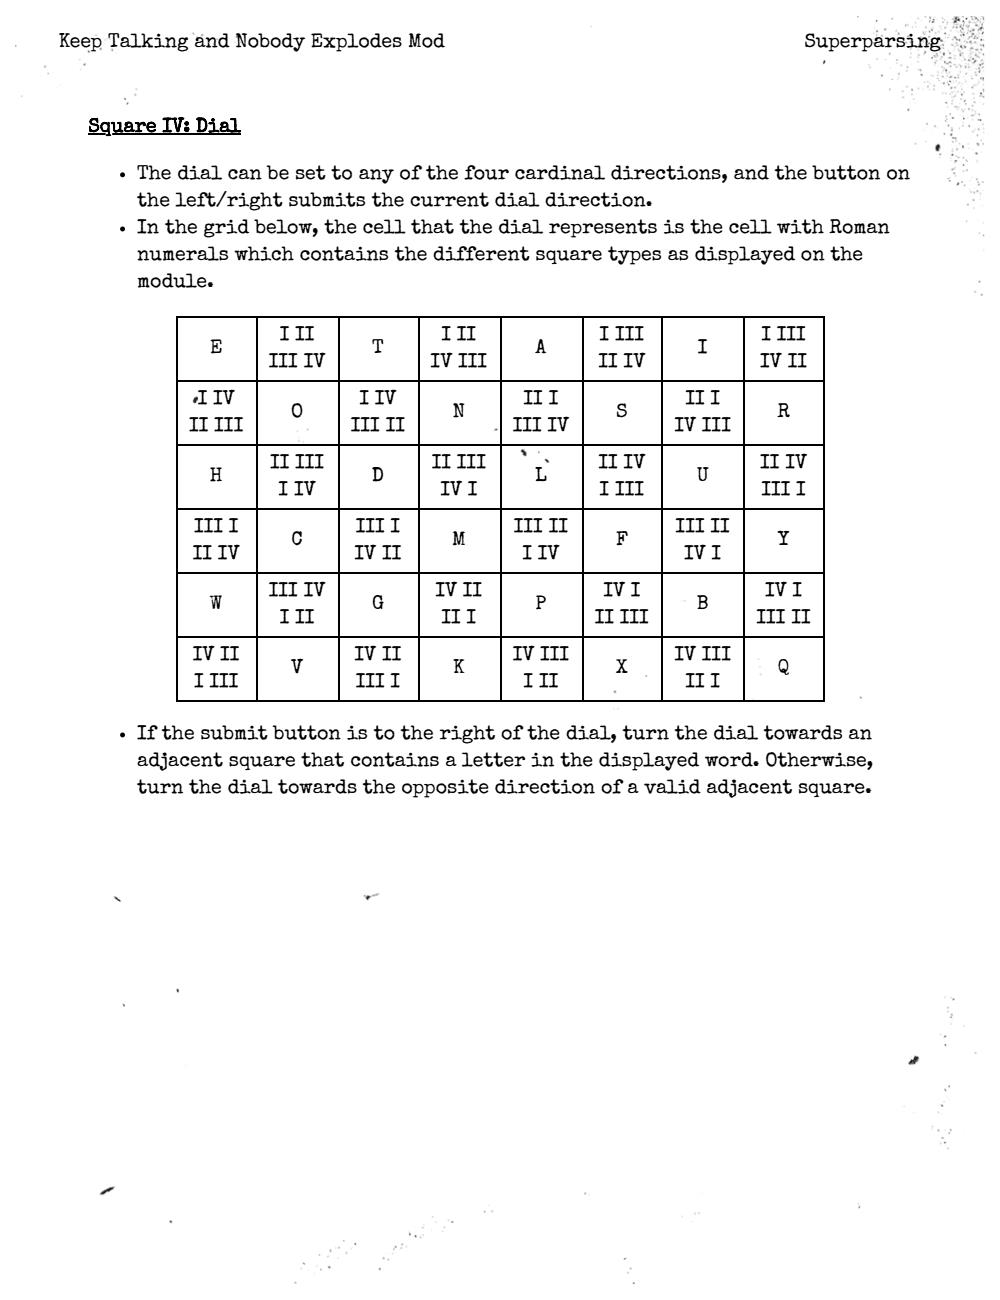 Keep Talking and Nobody Explodes Mod Superparsing
Square IV: Dial
• The dial can be set to any of the four cardinal directions, and the button on
the left/right submits the current dial direction.
• In the grid below, the cell that the dial represents is the cell with Roman
numerals which contains the different square types as displayed on the
module.
E I II T I II A I III I I III
III IV IV III II IV IV II
I IV O I IV N II I S II I R
II III III II III IV IV III
H II III D II III L II IV U II IV
I IV IV I I III III I
III I C III I M III II F III II Y
II IV IV II I IV IV I
W III IV G IV II P IV I B IV I
I II II I II III III II
IV II V IV II K IV III X IV III Q
I III III I I II II I
• If the submit button is to the right of the dial, turn the dial towards an
adjacent square that contains a letter in the displayed word. Otherwise,
turn the dial towards the opposite direction of a valid adjacent square.